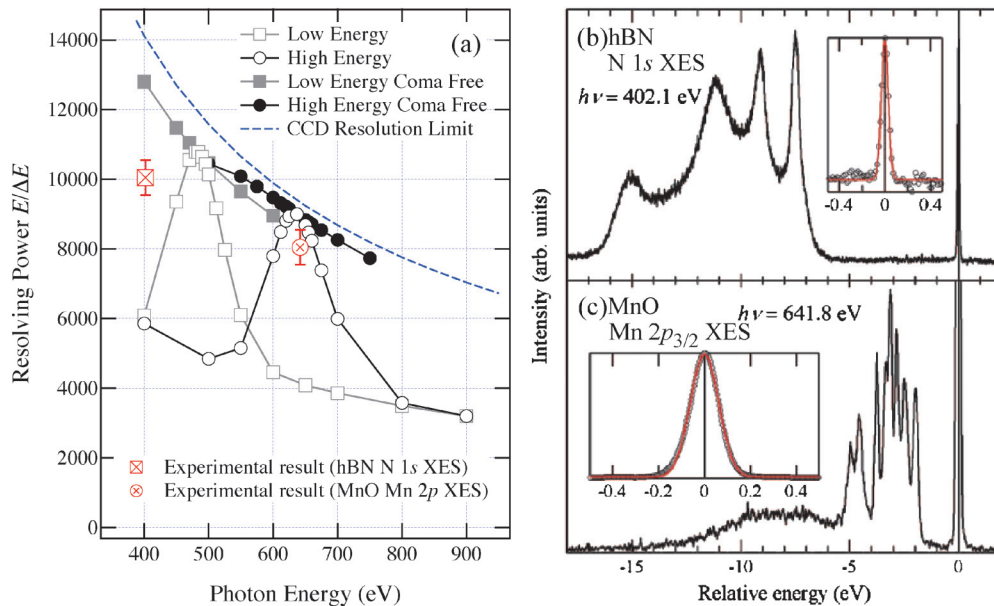 14000
12000
10000
8000
6000
4000
2000
0
Resolving Power E/ΔE
(a)
Low Energy
High Energy
Low Energy Coma Free
High Energy Coma Free
CCD Resolution Limit
Experimental result (hBN N 1s XES)
Experimental result (MnO Mn 2p XES)
400 500 600 700 800 900
Photon Energy (eV)
Intensity (arb. units)
(b) hBN
N 1s XES
hν = 402.1 eV
-0.4 0 0.4
(c) MnO
Mn 2p3/2 XES
hν = 641.8 eV
-0.4 -0.2 0 0.2 0.4
-15 -10 -5 0
Relative energy (eV)